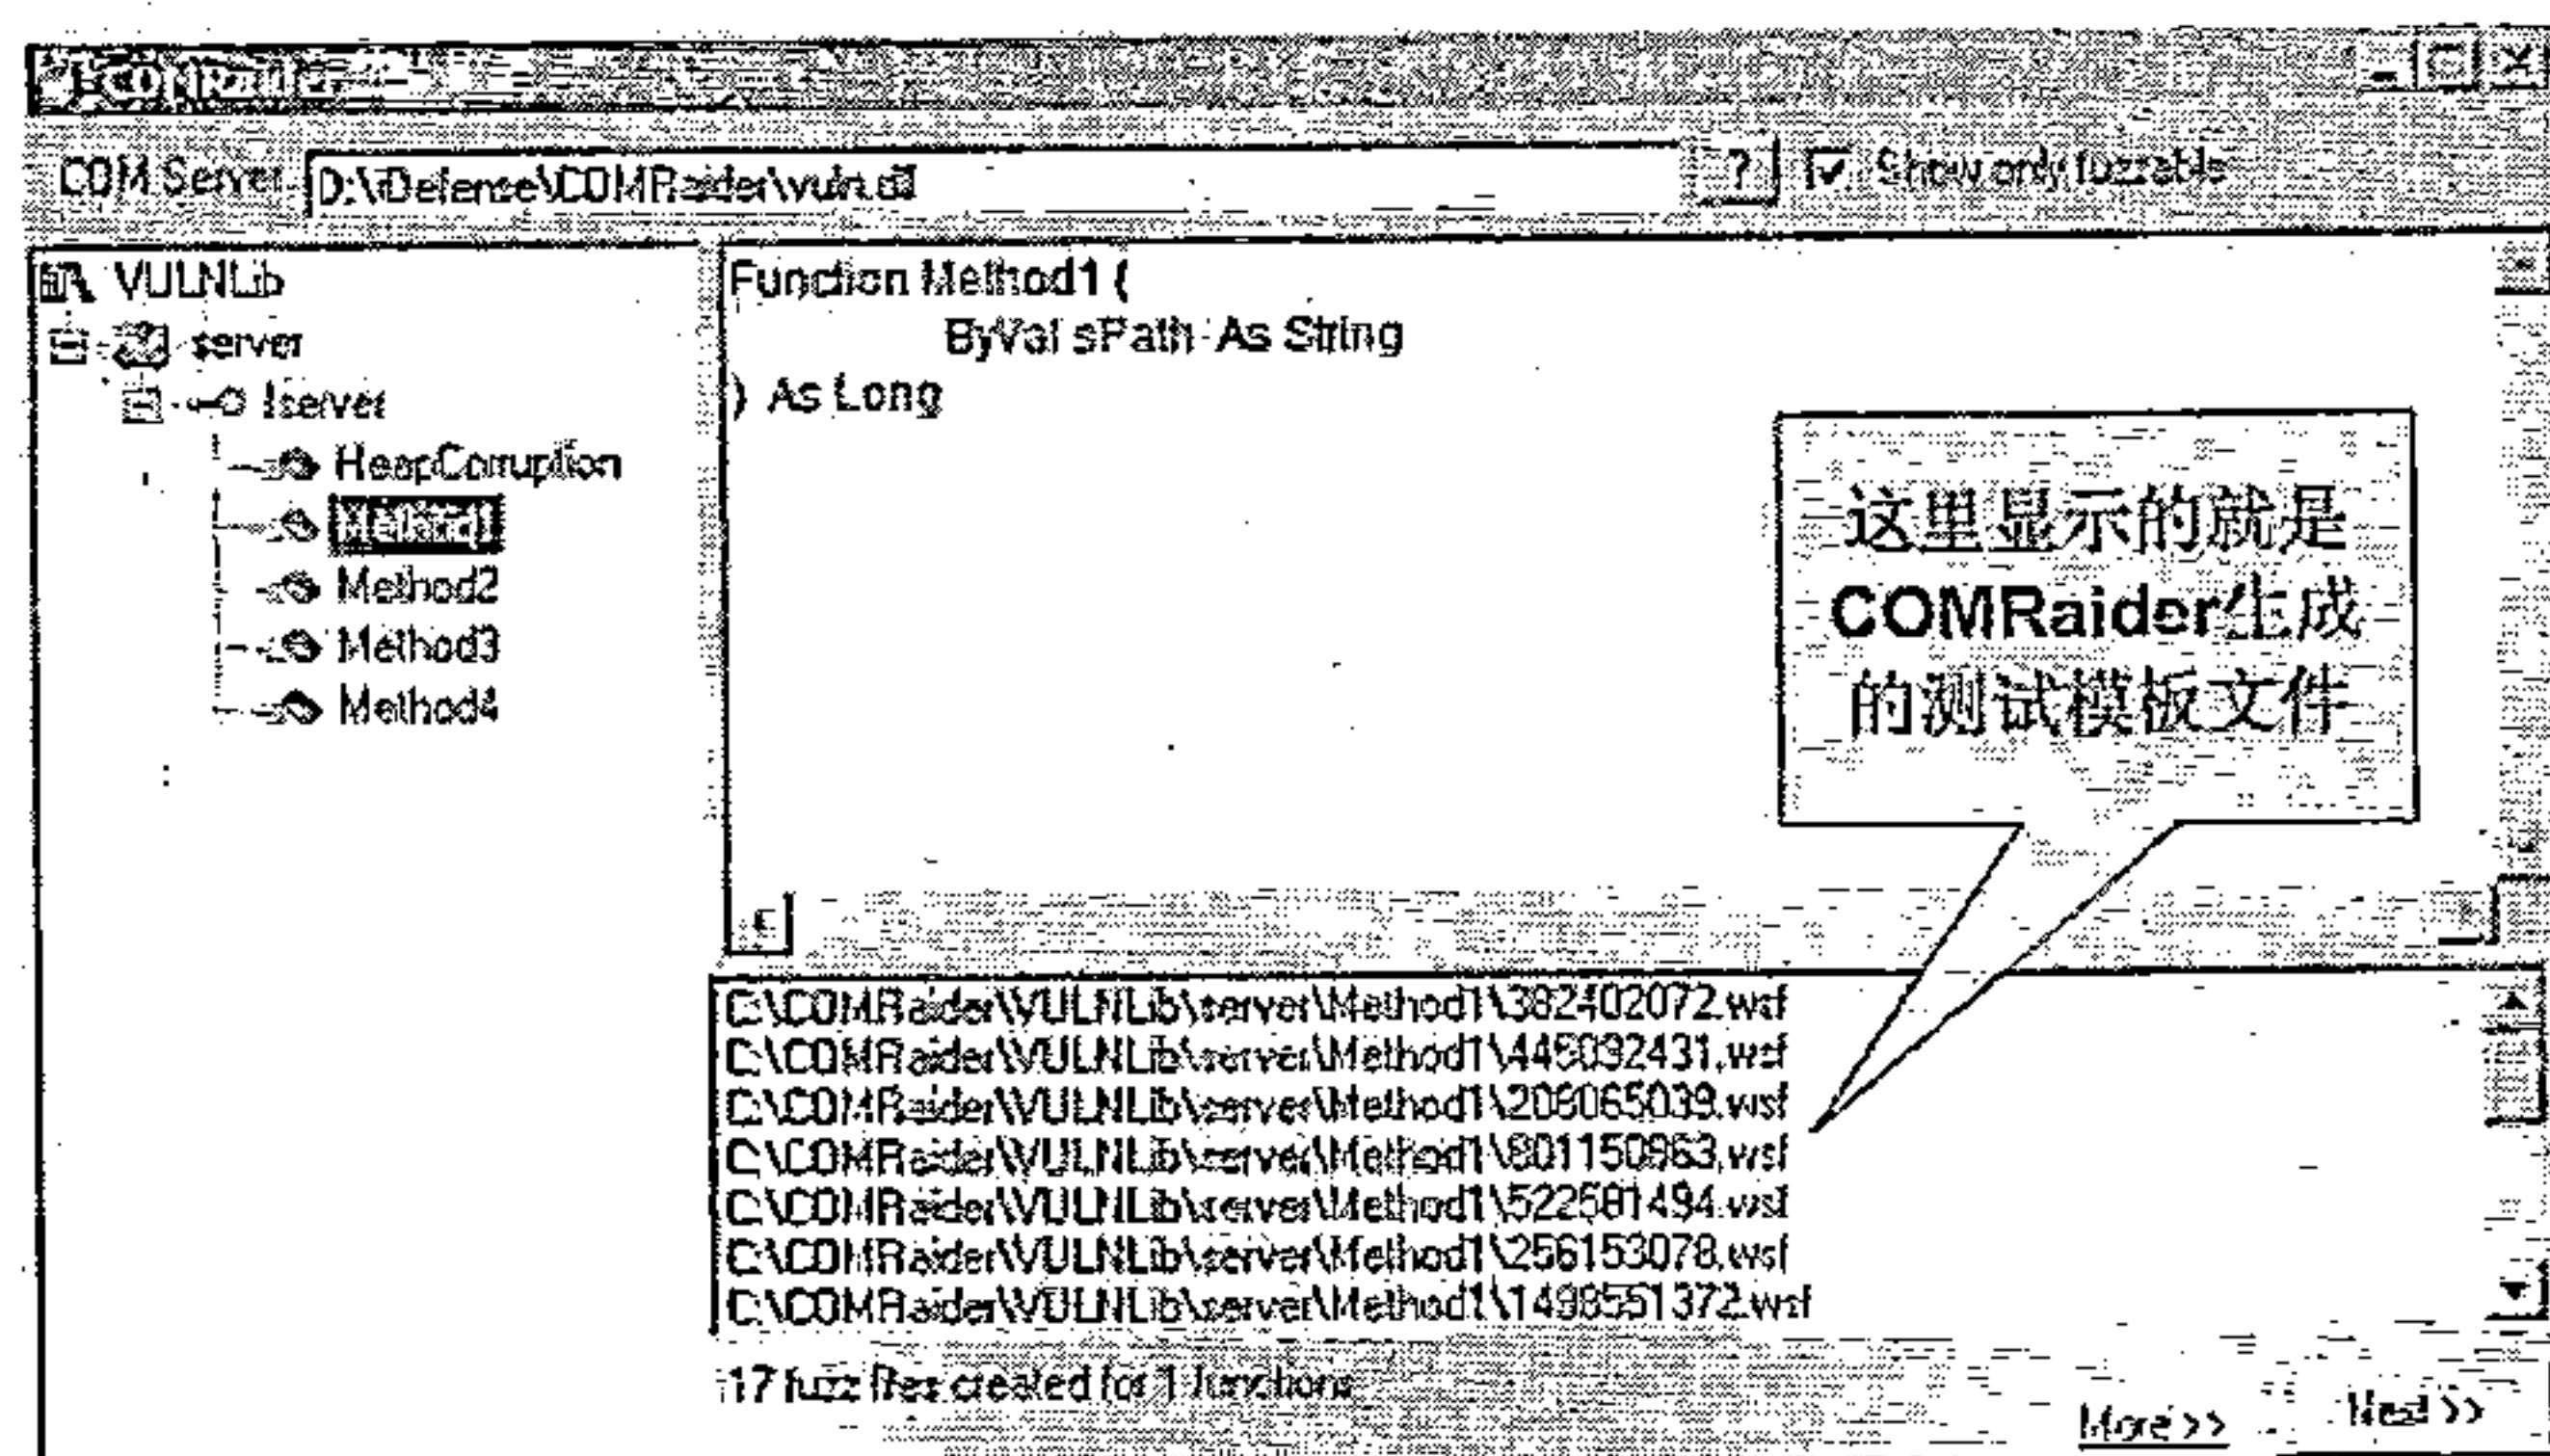 COMRaider
COM Server
D:\iDefense\COMRaider\vuln.dll
?
Show only fuzzable
VULNLib
server
Iserver
HeapCorruption
Method1
Method2
Method3
Method4
Function Method1 (
ByVal sPath As String
) As Long
这里显示的就是
COMRaider生成
的测试模板文件
C:\COMRaider\VULNLib\server\Method1\382402072.wsf
C:\COMRaider\VULNLib\server\Method1\445092431.wsf
C:\COMRaider\VULNLib\server\Method1\206065039.wsf
C:\COMRaider\VULNLib\server\Method1\801150963.wsf
C:\COMRaider\VULNLib\server\Method1\522581494.wsf
C:\COMRaider\VULNLib\server\Method1\256153078.wsf
C:\COMRaider\VULNLib\server\Method1\1498551372.wsf
17 fuzz files created for 1 functions
More >>
Next >>